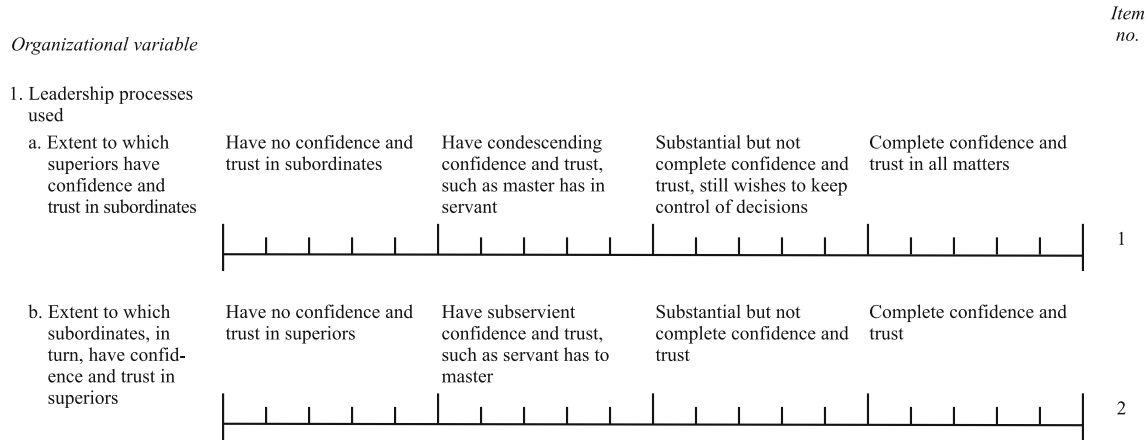 Item
no.
Organizational variable
1. Leadership processes
used
a. Extent to which
superiors have
confidence and
trust in subordinates
Have no confidence and
trust in subordinates
Have condescending
confidence and trust,
such as master has in
servant
Substantial but not
complete confidence and
trust, still wishes to keep
control of decisions
Complete confidence and
trust in all matters
1
b. Extent to which
subordinates, in
turn, have confid-
ence and trust in
superiors
Have no confidence and
trust in superiors
Have subservient
confidence and trust,
such as servant has to
master
Substantial but not
complete confidence and
trust
Complete confidence and
trust
2